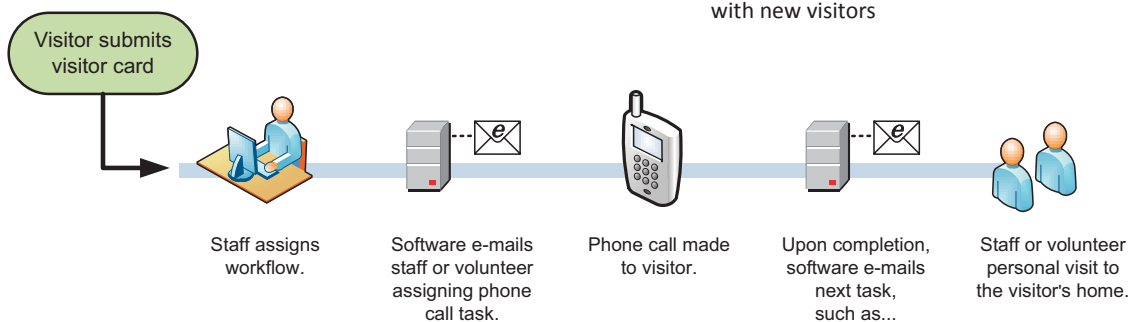 with new visitors
Visitor submits
visitor card
e
e
Staff assigns
workflow.
Software e-mails
staff or volunteer
assigning phone
call task.
Phone call made
to visitor.
Upon completion,
software e-mails
next task,
such as...
Staff or volunteer
personal visit to
the visitor's home.